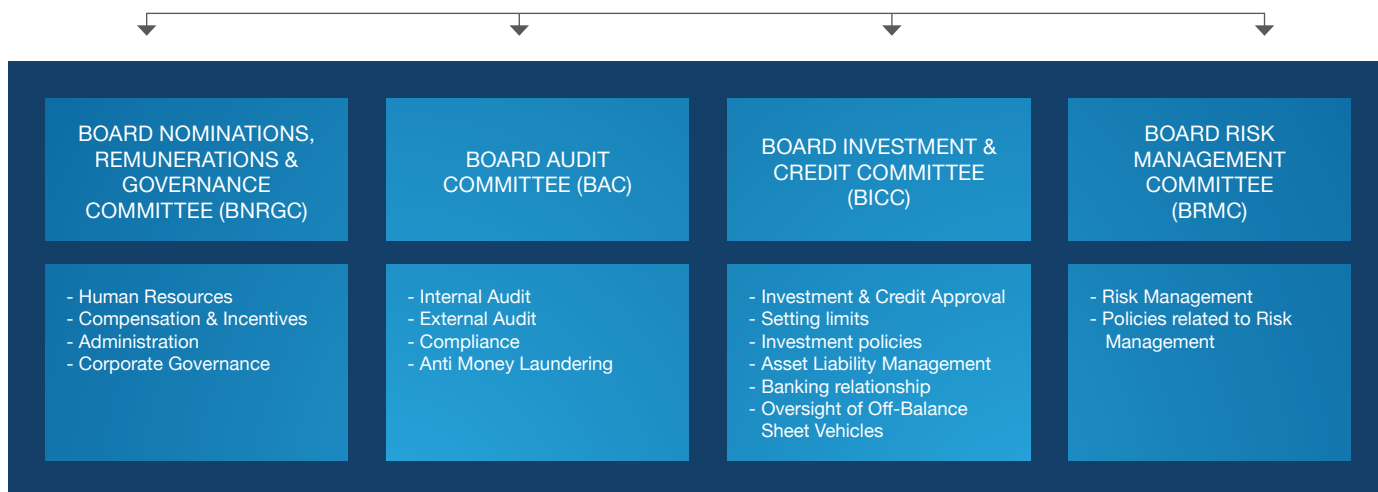 BOARD NOMINATIONS,
REMUNERATIONS &
GOVERNANCE
COMMITTEE (BNRGC)
- Human Resources
- Compensation & Incentives
- Administration
- Corporate Governance
BOARD AUDIT
COMMITTEE (BAC)
- Internal Audit
- External Audit
- Compliance
- Anti Money Laundering
BOARD INVESTMENT &
CREDIT COMMITTEE
(BICC)
- Investment & Credit Approval
- Setting limits
- Investment policies
- Asset Liability Management
- Banking relationship
- Oversight of Off-Balance
Sheet Vehicles
BOARD RISK
MANAGEMENT
COMMITTEE
(BRMC)
- Risk Management
- Policies related to Risk
Management